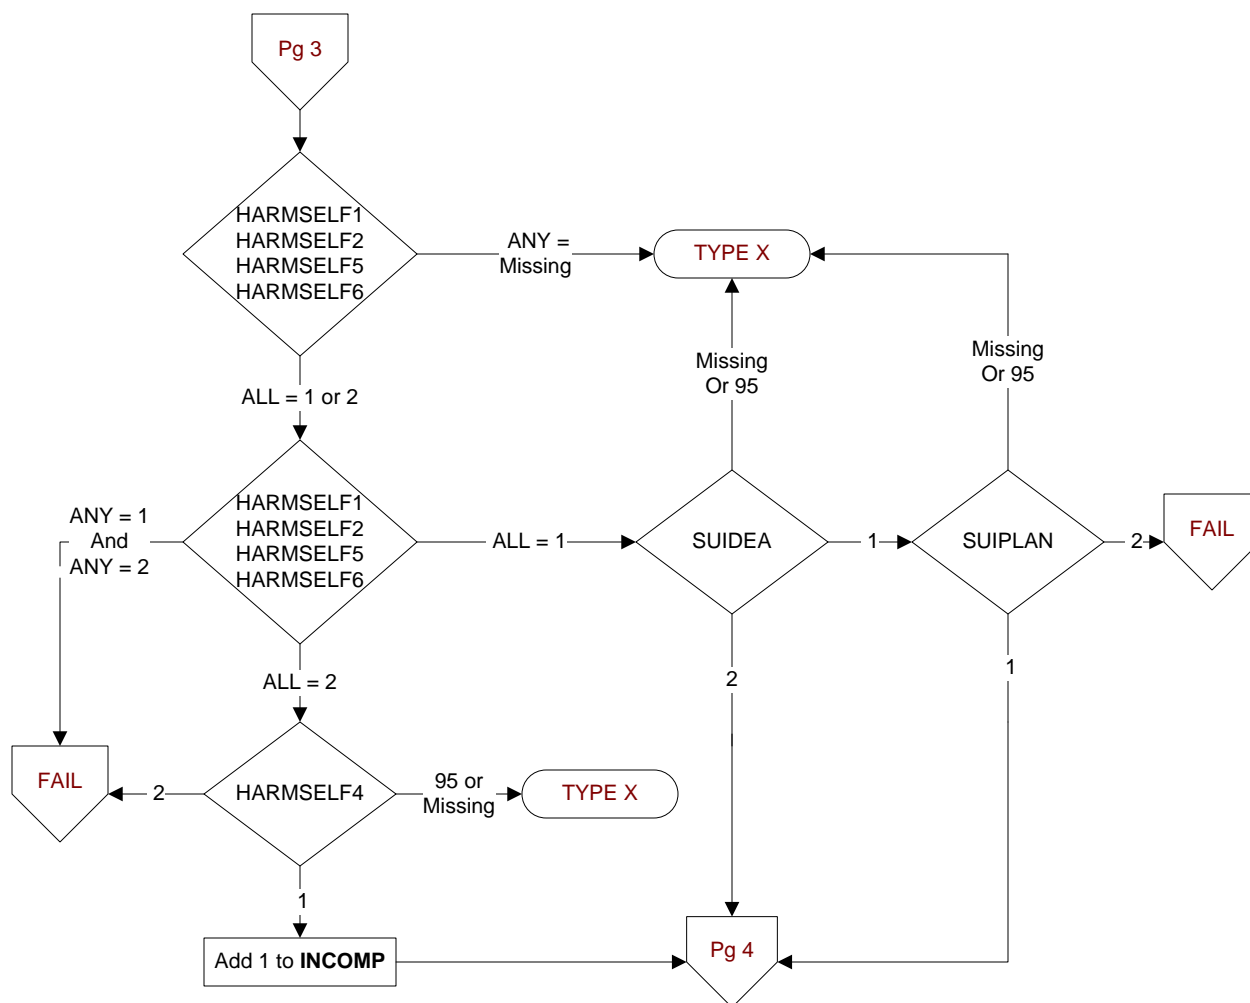 Pg 3
HARMSELF1
HARMSELF2
HARMSELF5
HARMSELF6
ANY =
Missing
TYPE X
Missing
Or 95
Missing
Or 95
ALL = 1 or 2
ANY = 1
And
ANY = 2
HARMSELF1
HARMSELF2
HARMSELF5
HARMSELF6
ALL = 1
SUIDEA
1
SUIPLAN
2
FAIL
ALL = 2
2
1
FAIL
2
HARMSELF4
95 or
Missing
TYPE X
1
Add 1 to INCOMP
Pg 4